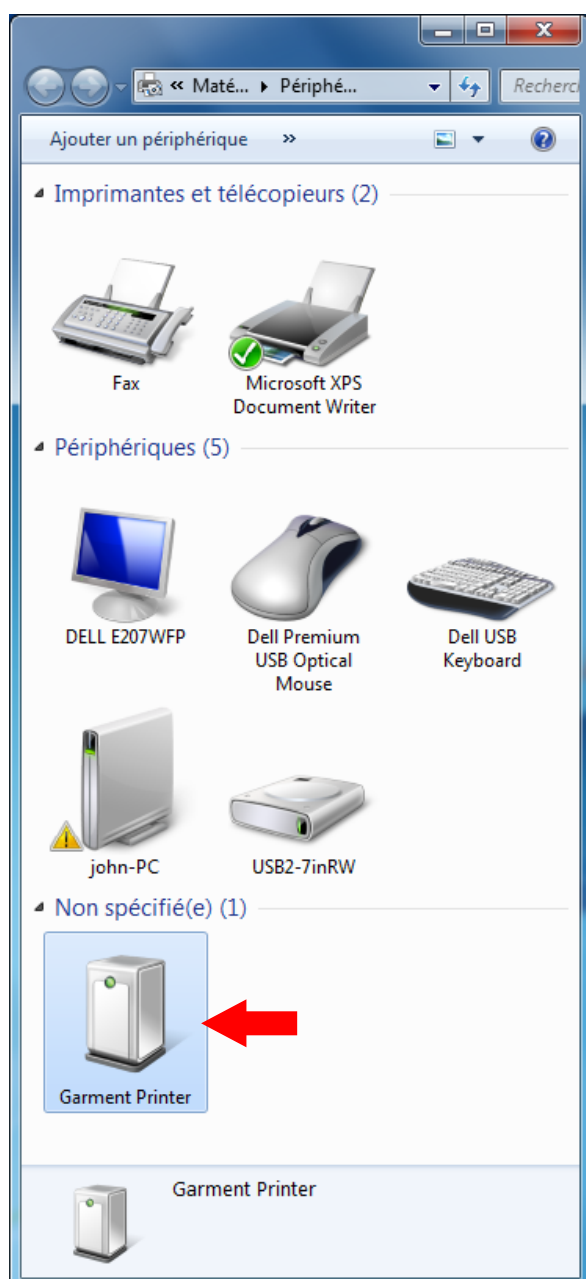 « Maté... ▸ Périphé...
Recherc
Ajouter un périphérique »
Imprimantes et télécopieurs (2)
Fax
Microsoft XPS
Document Writer
Périphériques (5)
DELL E207WFP
Dell Premium
USB Optical
Mouse
Dell USB
Keyboard
john-PC
USB2-7inRW
Non spécifié(e) (1)
Garment Printer
Garment Printer